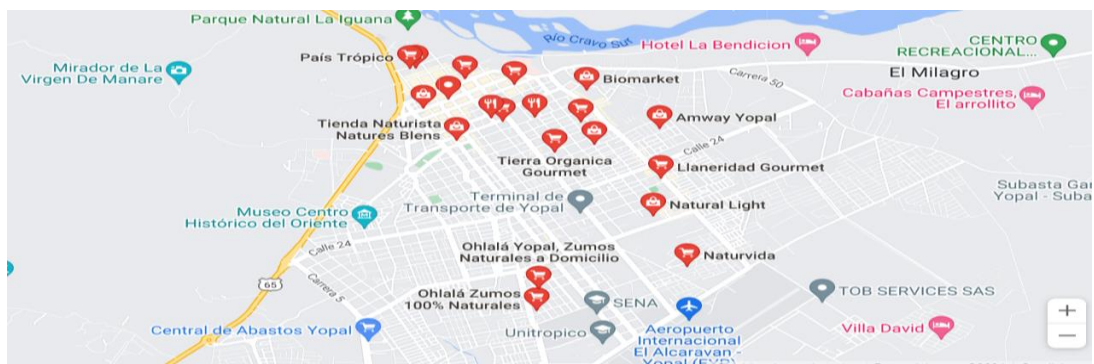 Parque Natural La Iguana
Río Cravo Sur
Hotel La Bendicion
CENTRO
RECREACIONAL...
País Trópico
Mirador de La
Virgen De Manare
Biomarket
Carrera 50
El Milagro
Cabañas Campestres,
El arrollito
Tienda Naturista
Natures Blens
Amway Yopal
Calle 24
Tierra Organica
Gourmet
Llaneridad Gourmet
Subasta Ga
Yopal - Suba
Terminal de
Transporte de Yopal
Natural Light
Museo Centro
Histórico del Oriente
Calle 24
Ohlalá Yopal, Zumos
Naturales a Domicilio
Naturvida
65
Carrera 5
Ohlalá Zumos
100% Naturales
SENA
TOB SERVICES SAS
Central de Abastos Yopal
Unitropico
Aeropuerto
Internacional
El Alcaravan -
Villa David